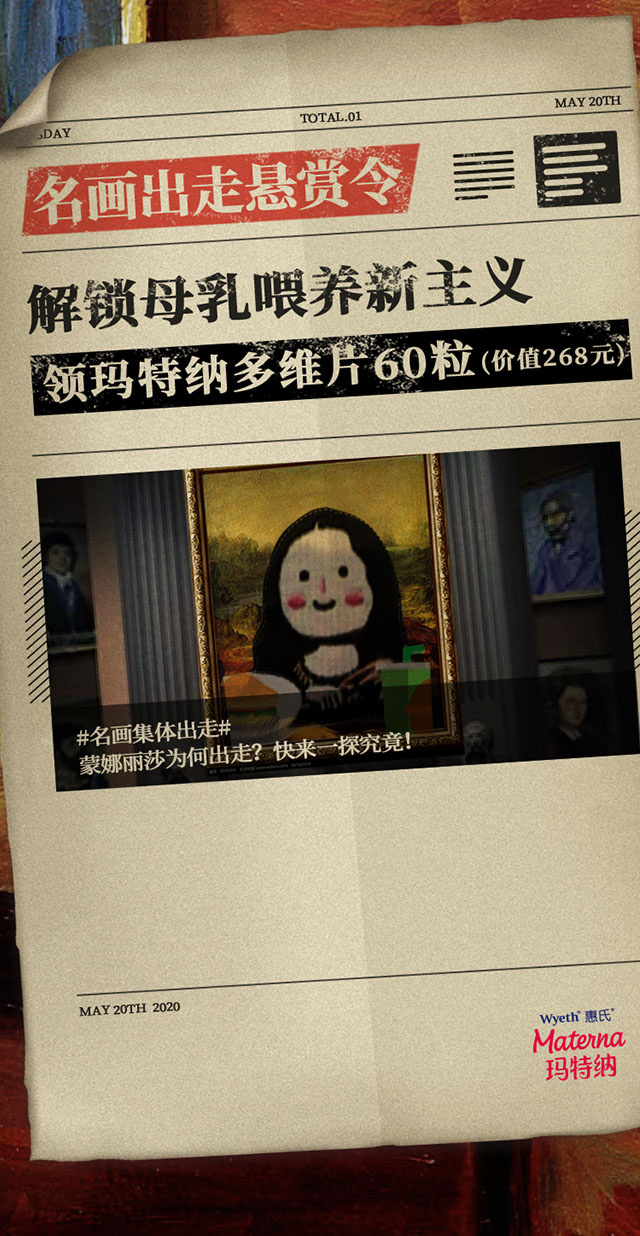 TOTAL.01
MAY 20TH
名画出走悬赏令
解锁母乳喂养新主义
领玛特纳多维片60粒(价值268元)
#名画集体出走#
蒙娜丽莎为何出走？快来一探究竟！
MAY 20TH 2020
Wyeth® 惠氏®
Materna
玛特纳